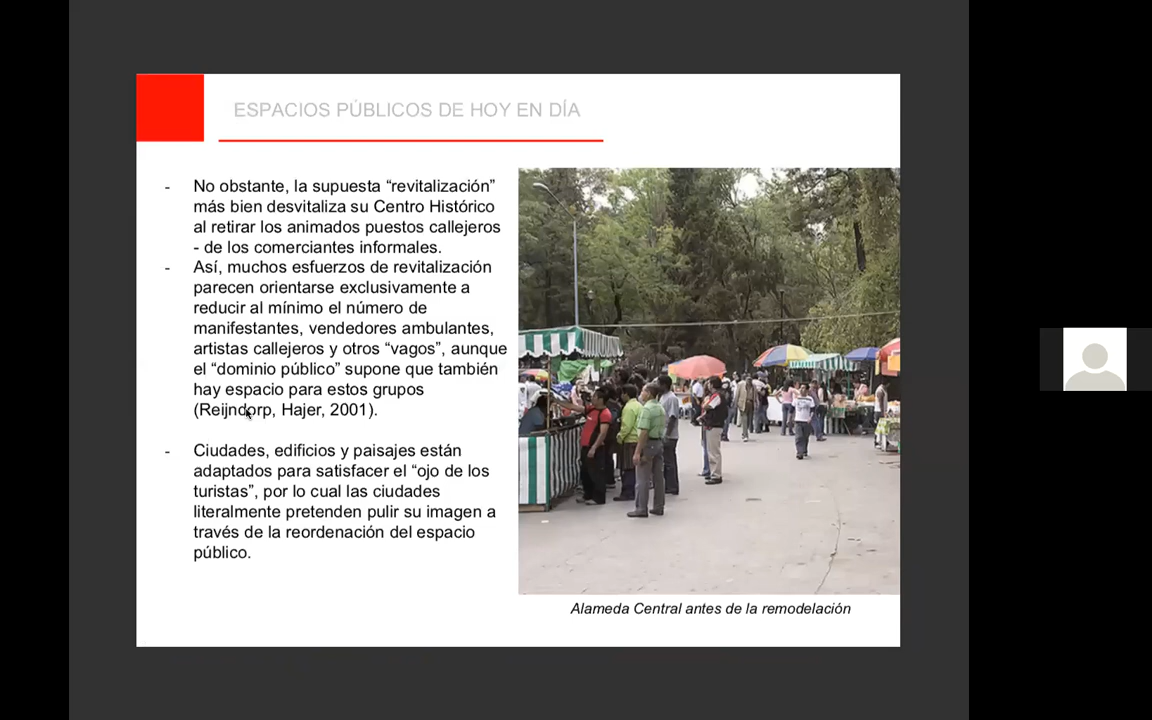 ESPACIOS PÚBLICOS DE HOY EN DÍA
- No obstante, la supuesta “revitalización”
más bien desvitaliza su Centro Histórico
al retirar los animados puestos callejeros
- de los comerciantes informales.
- Así, muchos esfuerzos de revitalización
parecen orientarse exclusivamente a
reducir al mínimo el número de
manifestantes, vendedores ambulantes,
artistas callejeros y otros “vagos”, aunque
el “dominio público” supone que también
hay espacio para estos grupos
(Reijndorp, Hajer, 2001).
- Ciudades, edificios y paisajes están
adaptados para satisfacer el “ojo de los
turistas”, por lo cual las ciudades
literalmente pretenden pulir su imagen a
través de la reordenación del espacio
público.
Alameda Central antes de la remodelación